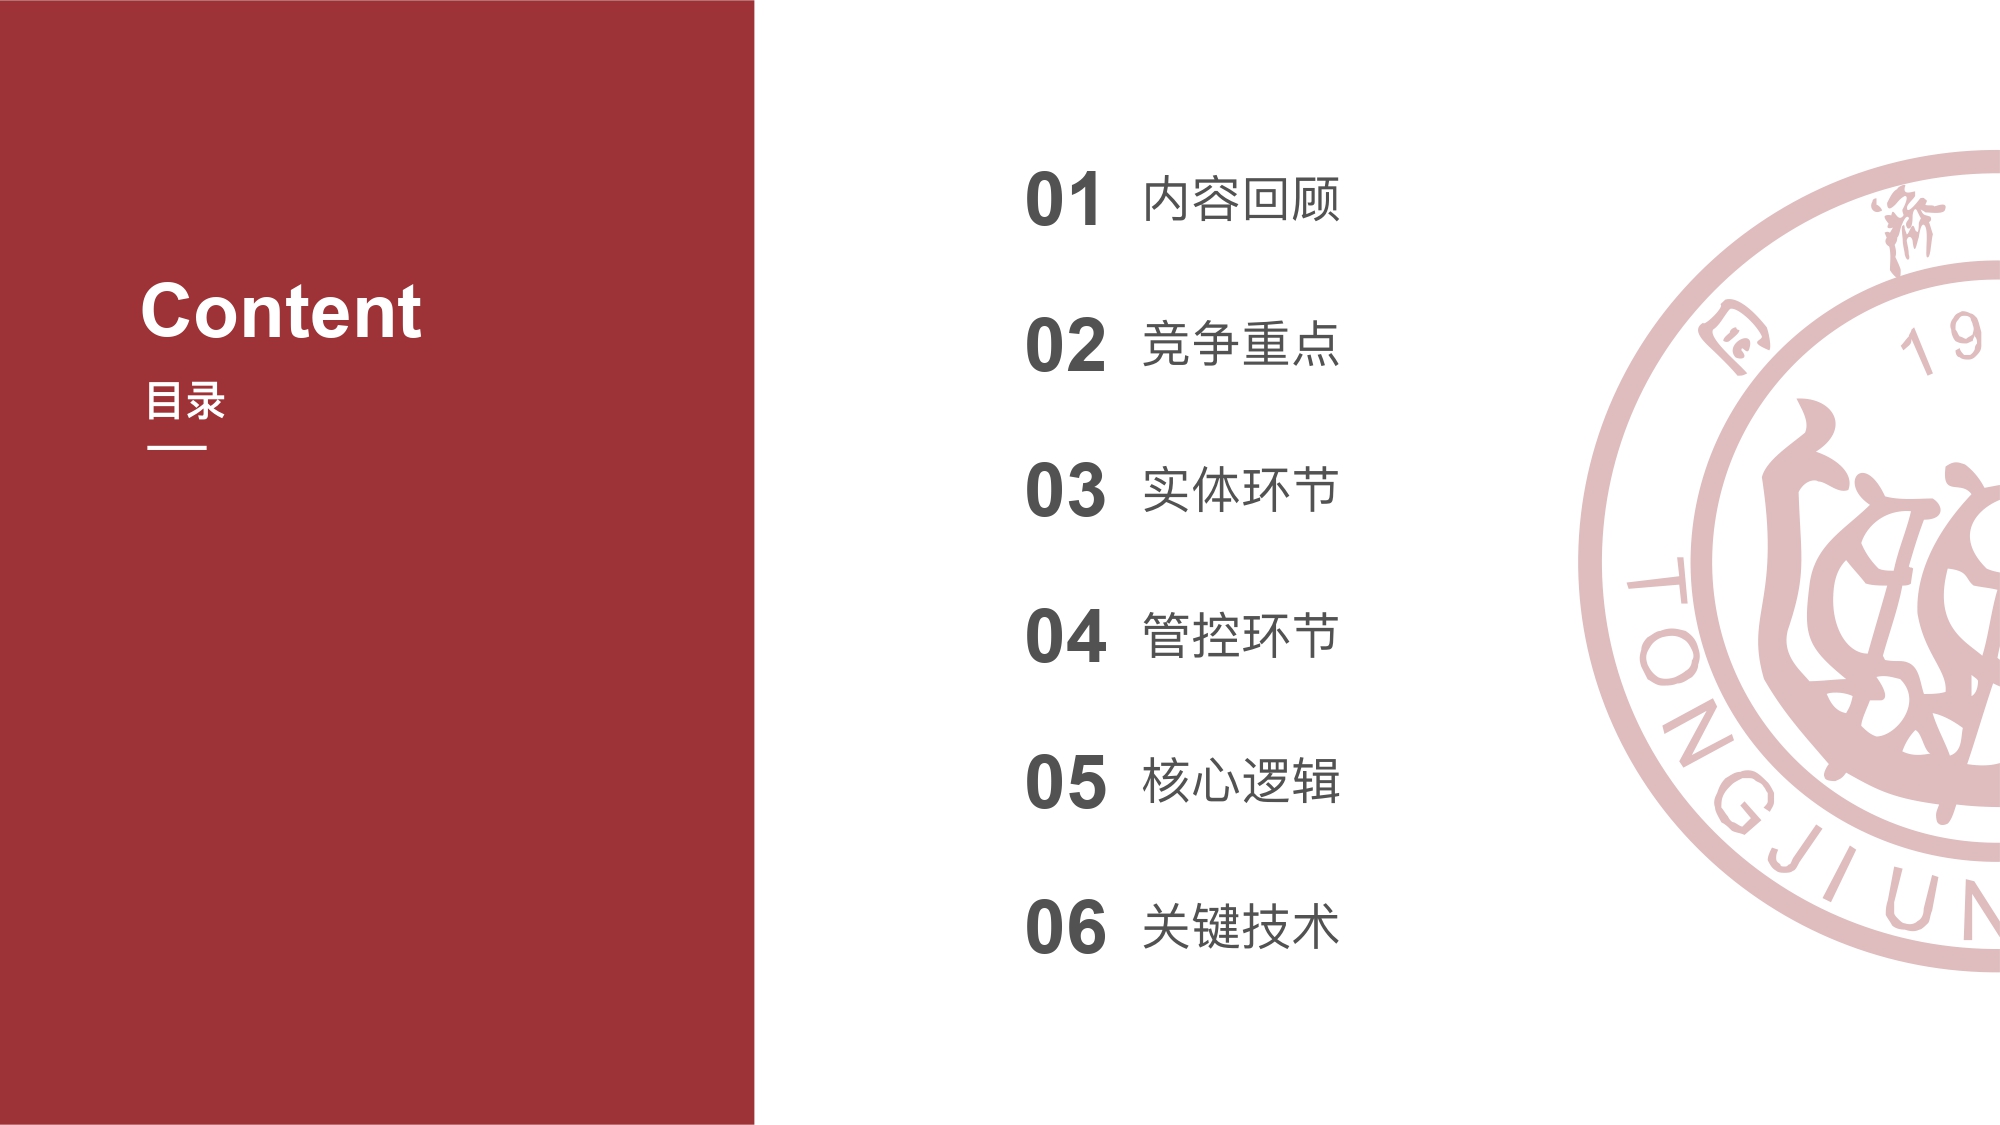 Content
目录
01 内容回顾
02 竞争重点
03 实体环节
04 管控环节
05 核心逻辑
06 关键技术
19
TONGJI UN